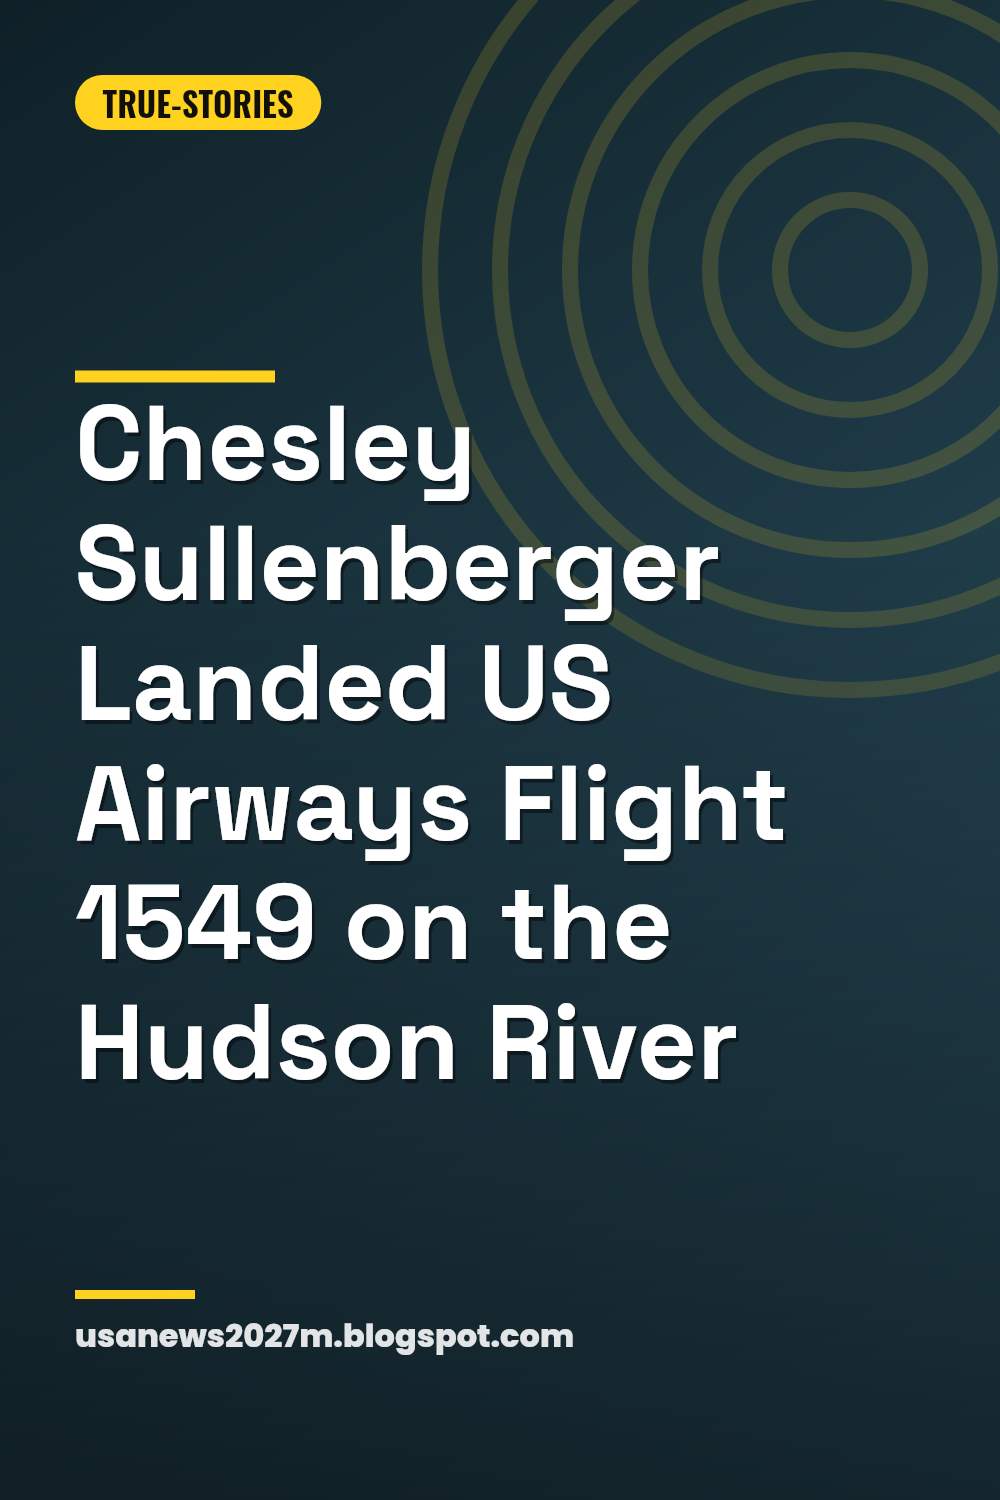 TRUE-STORIES
Chesley
Sullenberger
Landed US
Airways Flight
1549 on the
Hudson River
usanews2027m.blogspot.com